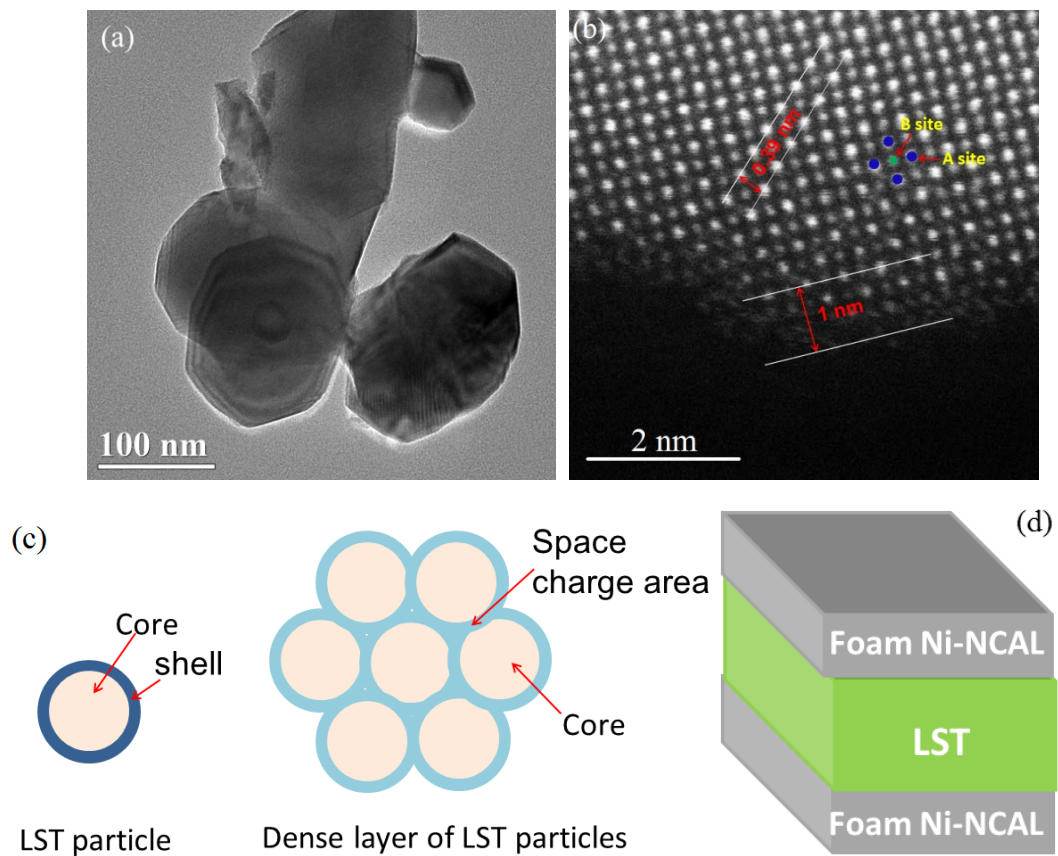 (a)
100 nm
(b)
0.39 nm
B site
A site
1 nm
2 nm
(c)
Core
shell
LST particle
Space
charge area
Core
Dense layer of LST particles
(d)
Foam Ni-NCAL
LST
Foam Ni-NCAL